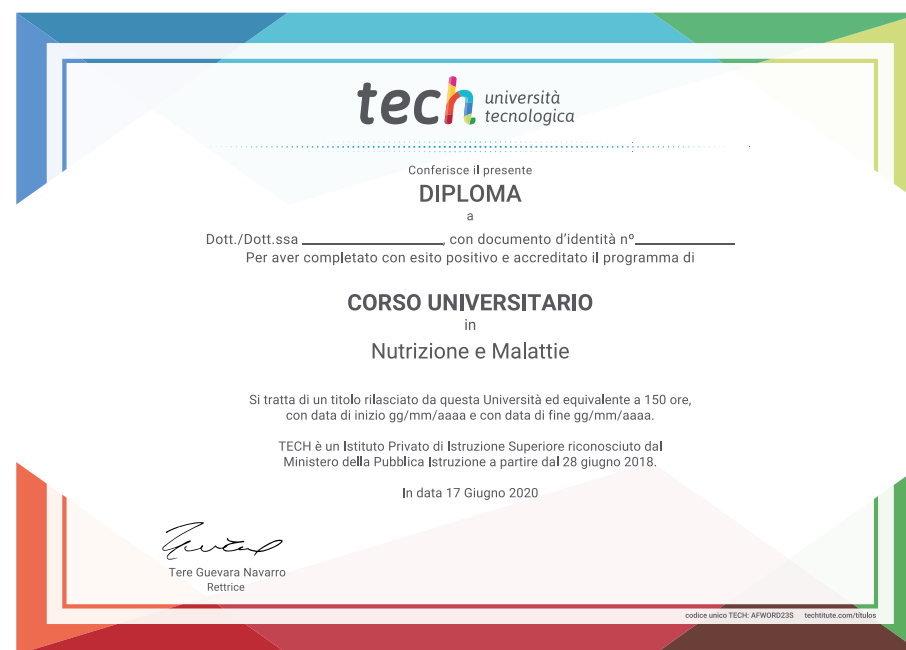 tech università
tecnologica
Conferisce il presente
DIPLOMA
a
Dott./Dott.ssa ____________________, con documento d'identità nº______________
Per aver completato con esito positivo e accreditato il programma di
CORSO UNIVERSITARIO
in
Nutrizione e Malattie
Si tratta di un titolo rilasciato da questa Università ed equivalente a 150 ore,
con data di inizio gg/mm/aaaa e con data di fine gg/mm/aaaa.
TECH è un Istituto Privato di Istruzione Superiore riconosciuto dal
Ministero della Pubblica Istruzione a partire dal 28 giugno 2018.
In data 17 Giugno 2020
Tere Guevara Navarro
Rettrice
codice unico TECH: AFWORD23S techtitute.com/títulos